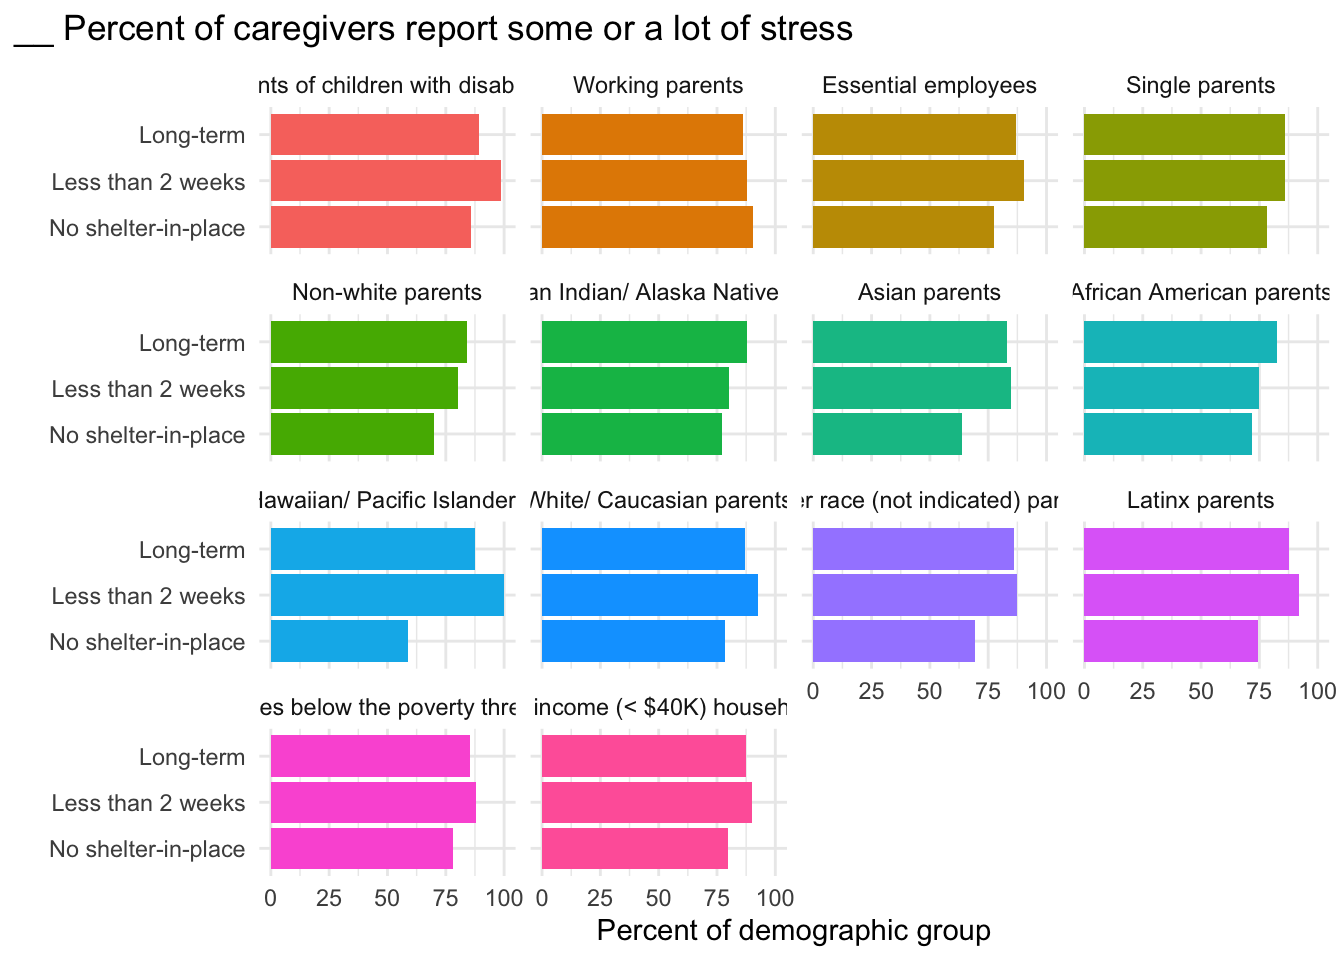 __ Percent of caregivers report some or a lot of stress
nts of children with disab Working parents Essential employees Single parents
Long-term
Less than 2 weeks
No shelter-in-place
Non-white parents an Indian/ Alaska Native African American parents Asian parents
Long-term
Less than 2 weeks
No shelter-in-place
Hawaiian/ Pacific Islander White/ Caucasian parents er race (not indicated) par Latinx parents
Long-term
Less than 2 weeks
No shelter-in-place
0 25 50 75 100 0 25 50 75 100
es below the poverty thre income (< $40K) househ
Long-term
Less than 2 weeks
No shelter-in-place
0 25 50 75 100 0 25 50 75 100
Percent of demographic group